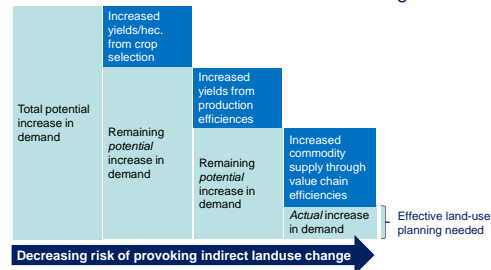 Increased
yields/hec.
from crop
selection
Increased
yields from
production
efficiences
Total potential
increase in
demand
Remaining
potential
increase in
demand
Increased
commodity
supply through
value chain
efficiencies
Remaining
potential
increase in
demand
Actual increase
in demand
Effective land-use
planning needed
Decreasing risk of provoking indirect landuse change